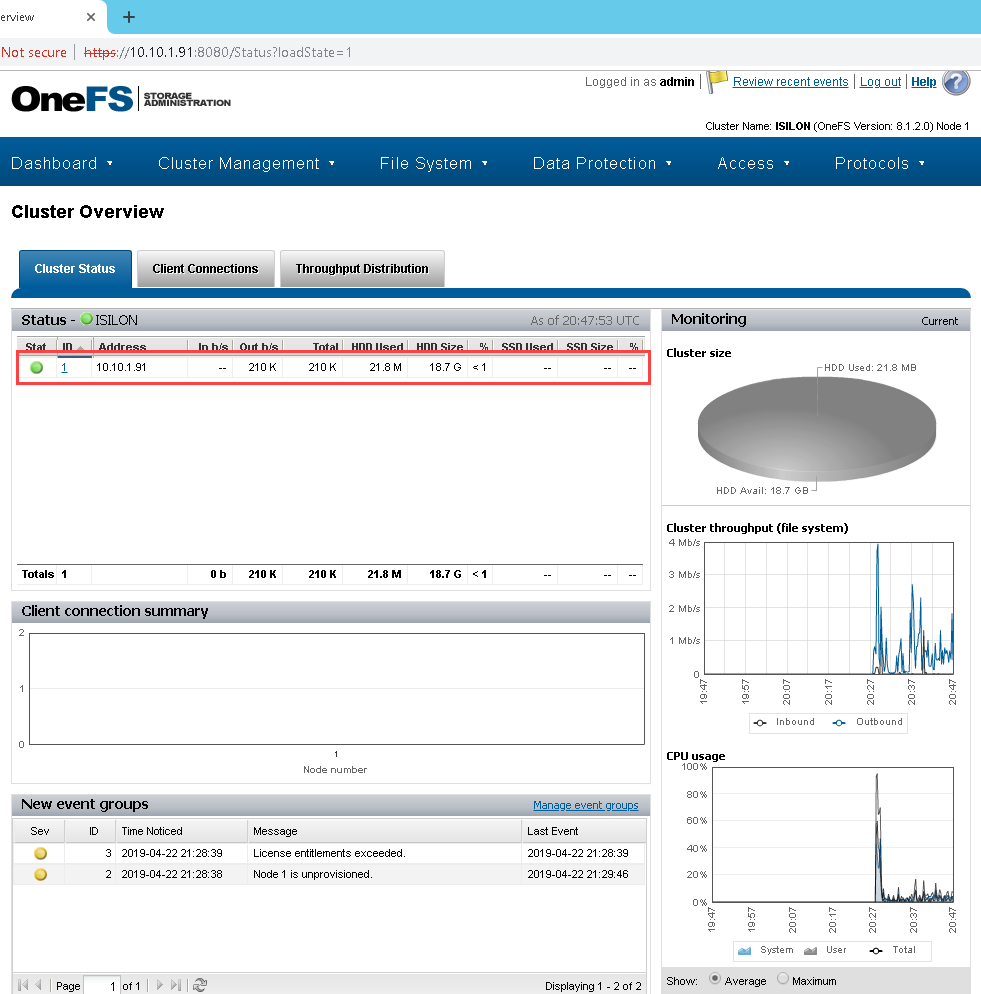 erview
Not secure https://10.10.1.91:8080/Status?loadState=1
Logged in as admin Review recent events Log out Help
OneFS STORAGE ADMINISTRATION
Cluster Name: ISILON (OneFS Version: 8.1.2.0) Node 1
Dashboard Cluster Management File System Data Protection Access Protocols
Cluster Overview
Cluster Status Client Connections Throughput Distribution
Status - ISILON As of 20:47:53 UTC
Stat ID Address In b/s Out b/s Total HDD Used HDD Size % SSD Used SSD Size %
1 10.10.1.91 -- 210 K 210 K 21.8 M 18.7 G < 1 -- -- --
Totals 1 0 b 210 K 210 K 21.8 M 18.7 G < 1 -- -- --
Client connection summary
2
1
0
1
Node number
New event groups Manage event groups
Sev ID Time Noticed Message Last Event
3 2019-04-22 21:28:39 License entitlements exceeded. 2019-04-22 21:28:39
2 2019-04-22 21:28:38 Node 1 is unprovisioned. 2019-04-22 21:29:46
Page 1 of 1 Displaying 1 - 2 of 2
Monitoring Current
Cluster size
HDD Used: 21.8 MB
HDD Avail: 18.7 GB
Cluster throughput (file system)
4 Mb/s
3 Mb/s
2 Mb/s
1 Mb/s
0
19:47 19:57 20:07 20:17 20:27 20:37 20:47
Inbound Outbound
CPU usage
100%
80%
60%
40%
20%
0%
19:47 19:57 20:07 20:17 20:27 20:37 20:47
System User Total
Show: Average Maximum